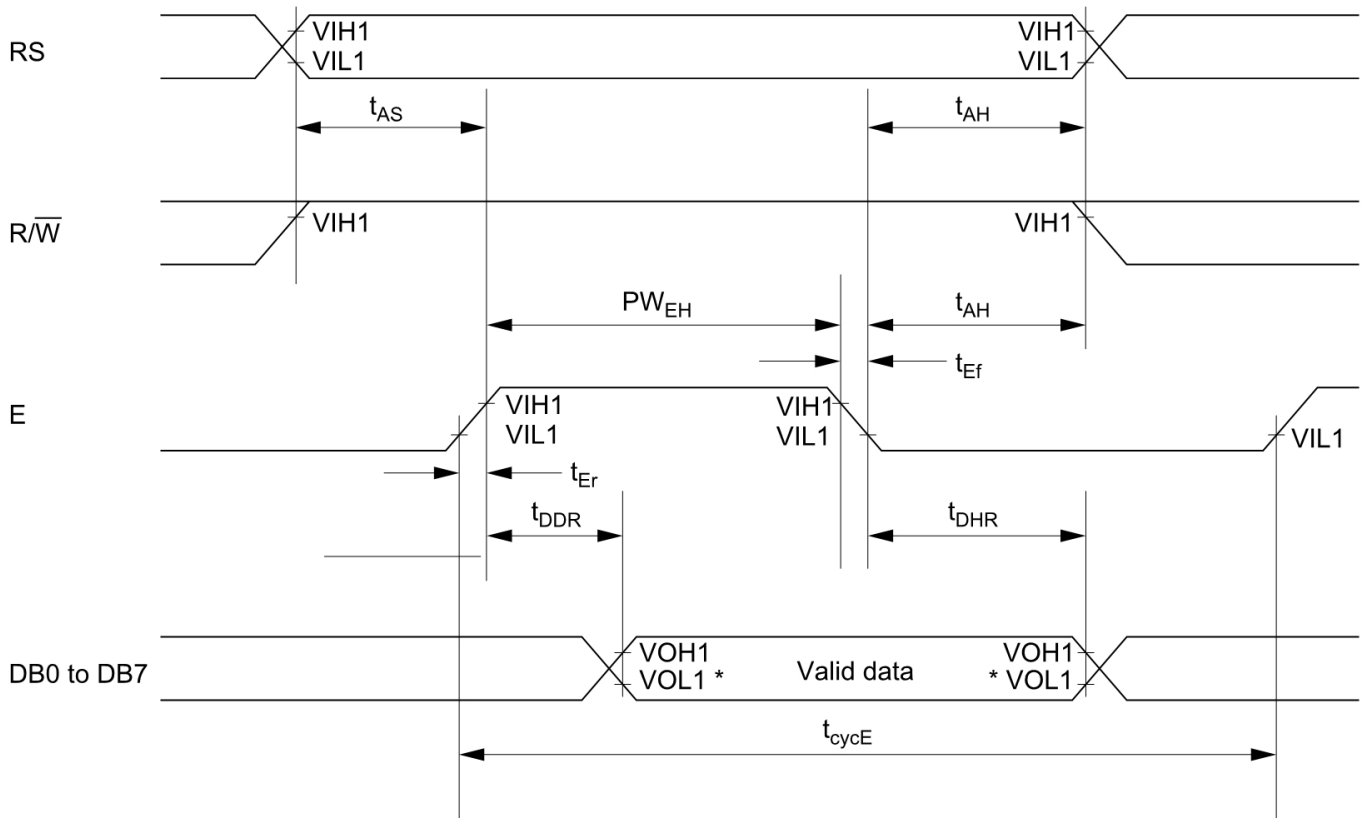 RS
VIH1
VIL1
VIH1
VIL1
tAS
tAH
R/W̅
VIH1
VIH1
PWEH
tAH
tEf
E
VIH1
VIL1
VIH1
VIL1
VIL1
tEr
tDDR
tDHR
DB0 to DB7
VOH1
VOL1 *
Valid data
VOH1
* VOL1
tcycE